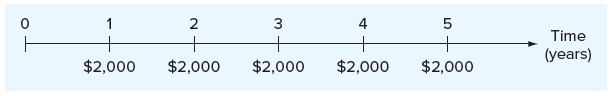 0 1 2 3 4 5
Time
(years)
$2,000 $2,000 $2,000 $2,000 $2,000